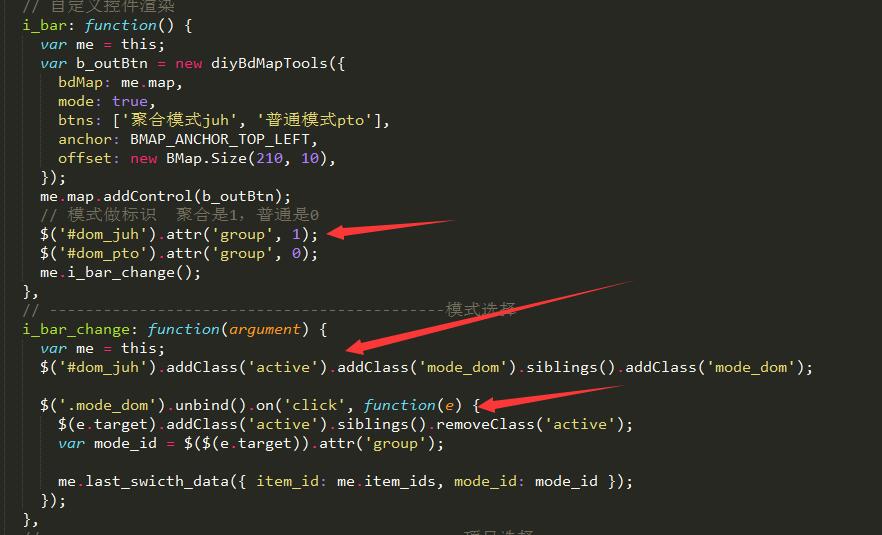 // 自定义控件渲染
i_bar: function() {
var me = this;
var b_outBtn = new diyBdMapTools({
bdMap: me.map,
mode: true,
btns: ['聚合模式juh', '普通模式pto'],
anchor: BMAP_ANCHOR_TOP_LEFT,
offset: new BMap.Size(210, 10),
});
me.map.addControl(b_outBtn);
// 模式做标识  聚合是1，普通是0
$('#dom_juh').attr('group', 1);
$('#dom_pto').attr('group', 0);
me.i_bar_change();
},
// -----------------------------------------模式选择
i_bar_change: function(argument) {
var me = this;
$('#dom_juh').addClass('active').addClass('mode_dom').siblings().addClass('mode_dom');
$('.mode_dom').unbind().on('click', function(e) {
$(e.target).addClass('active').siblings().removeClass('active');
var mode_id = $($(e.target)).attr('group');
me.last_swicth_data({ item_id: me.item_ids, mode_id: mode_id });
});
},